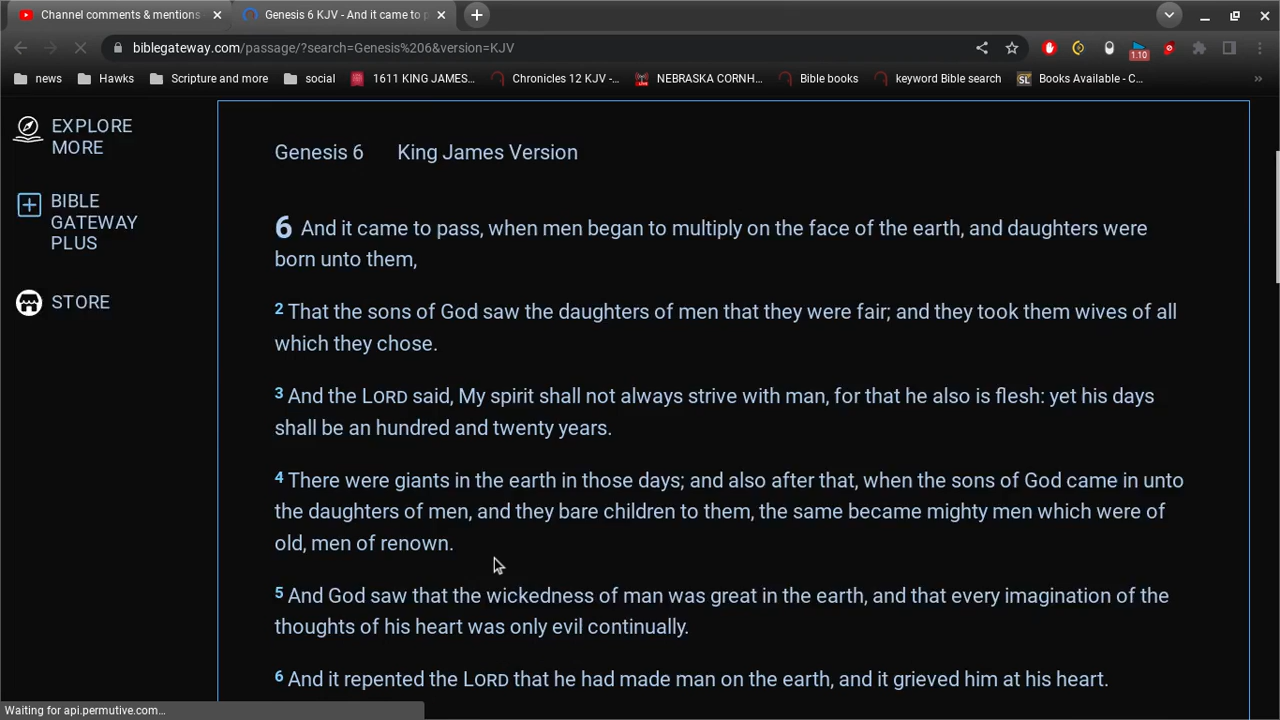 Channel comments & mentions -
Genesis 6 KJV - And it came to p
biblegateway.com/passage/?search=Genesis%206&version=KJV
1.10
news
Hawks
Scripture and more
social
1611 KING JAMES...
Chronicles 12 KJV -...
NEBRASKA CORNH...
Bible books
keyword Bible search
SL
Books Available - C...
»
EXPLORE
MORE
BIBLE
GATEWAY
PLUS
STORE
Genesis 6 King James Version
6 And it came to pass, when men began to multiply on the face of the earth, and daughters were
born unto them,
2 That the sons of God saw the daughters of men that they were fair; and they took them wives of all
which they chose.
3 And the LORD said, My spirit shall not always strive with man, for that he also is flesh: yet his days
shall be an hundred and twenty years.
4 There were giants in the earth in those days; and also after that, when the sons of God came in unto
the daughters of men, and they bare children to them, the same became mighty men which were of
old, men of renown.
5 And God saw that the wickedness of man was great in the earth, and that every imagination of the
thoughts of his heart was only evil continually.
6 And it repented the LORD that he had made man on the earth, and it grieved him at his heart.
Waiting for api.permutive.com...